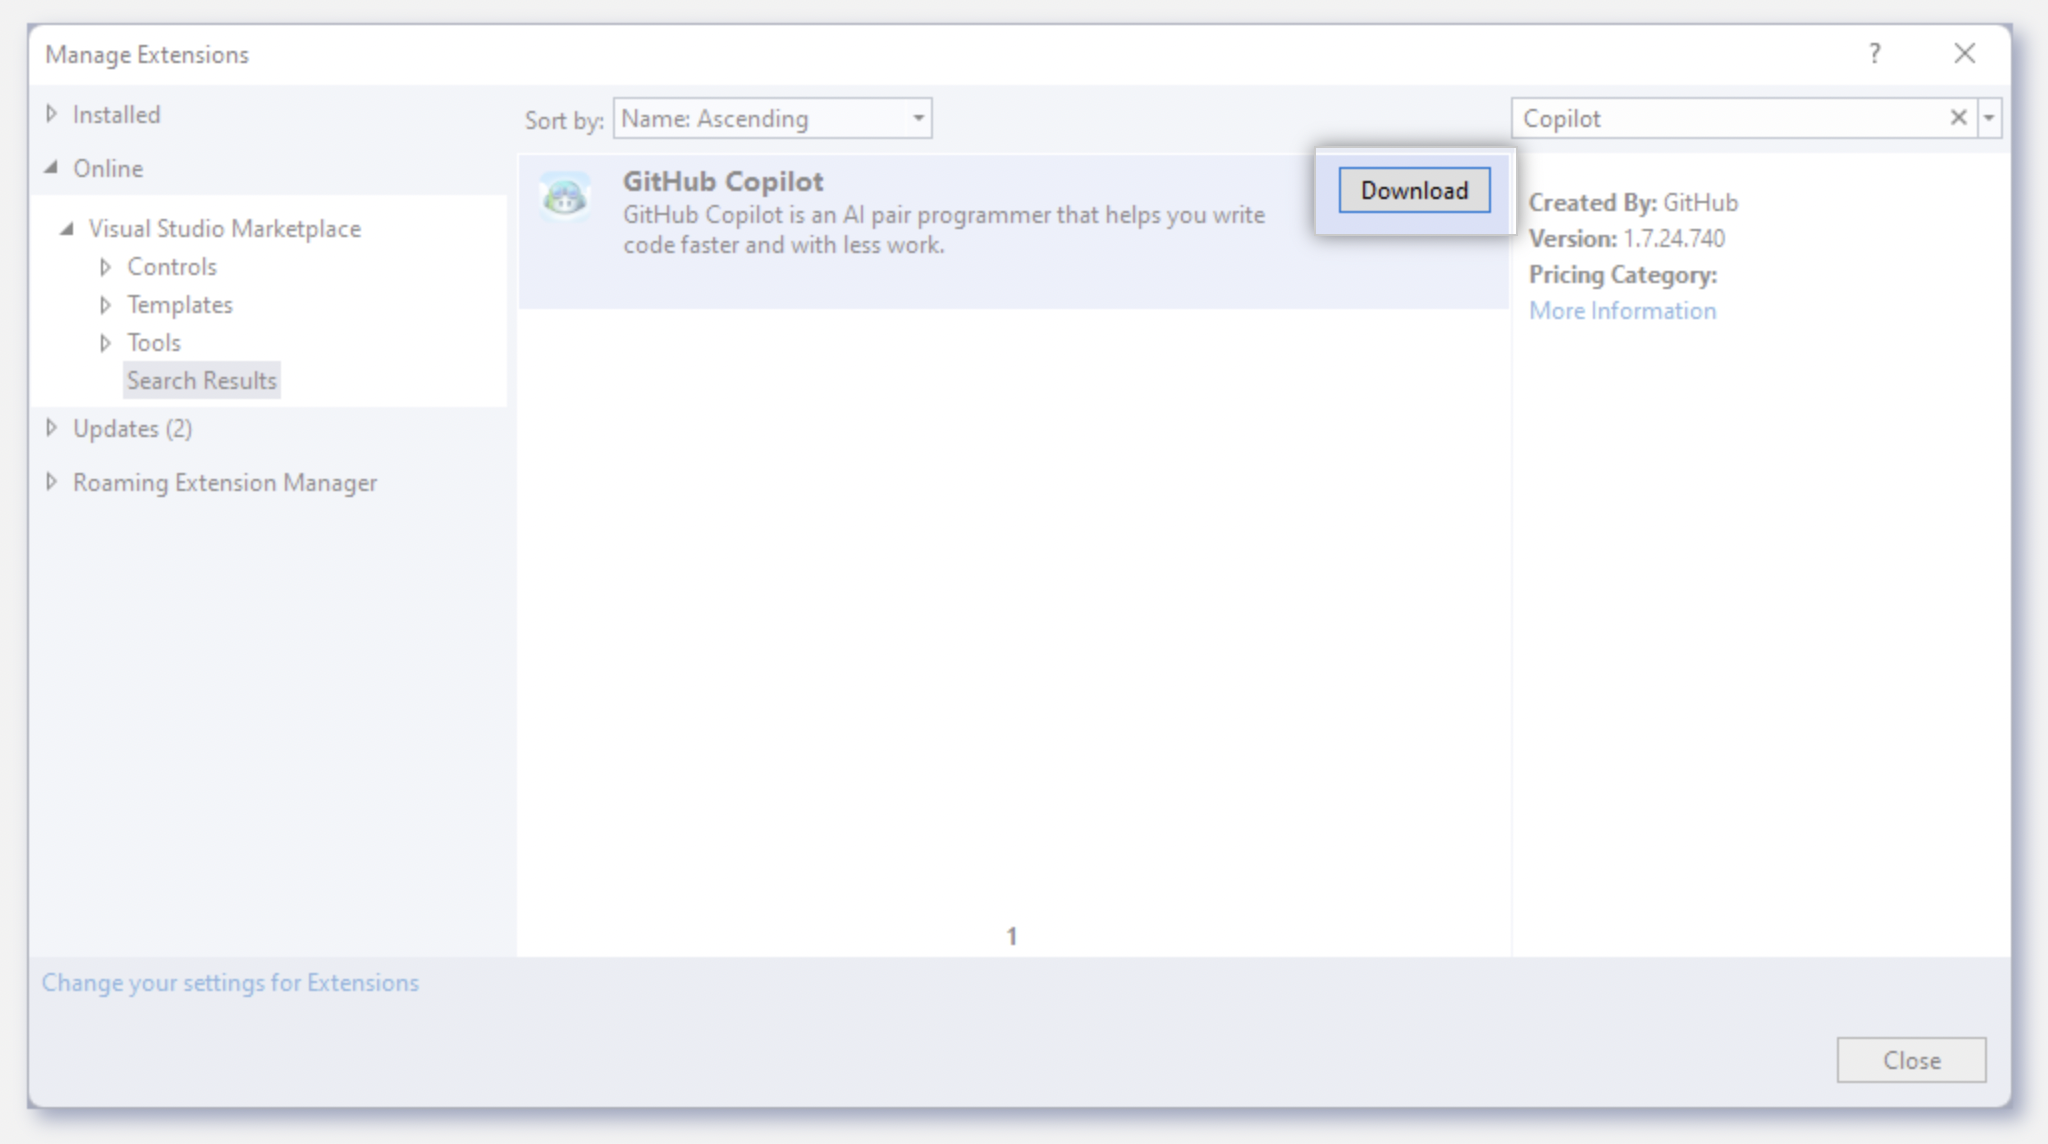 Manage Extensions
?
Installed
Online
Visual Studio Marketplace
Controls
Templates
Tools
Search Results
Updates (2)
Roaming Extension Manager
Sort by: Name: Ascending
Copilot
GitHub Copilot
GitHub Copilot is an AI pair programmer that helps you write
code faster and with less work.
Download
Created By: GitHub
Version: 1.7.24.740
Pricing Category:
More Information
1
Change your settings for Extensions
Close